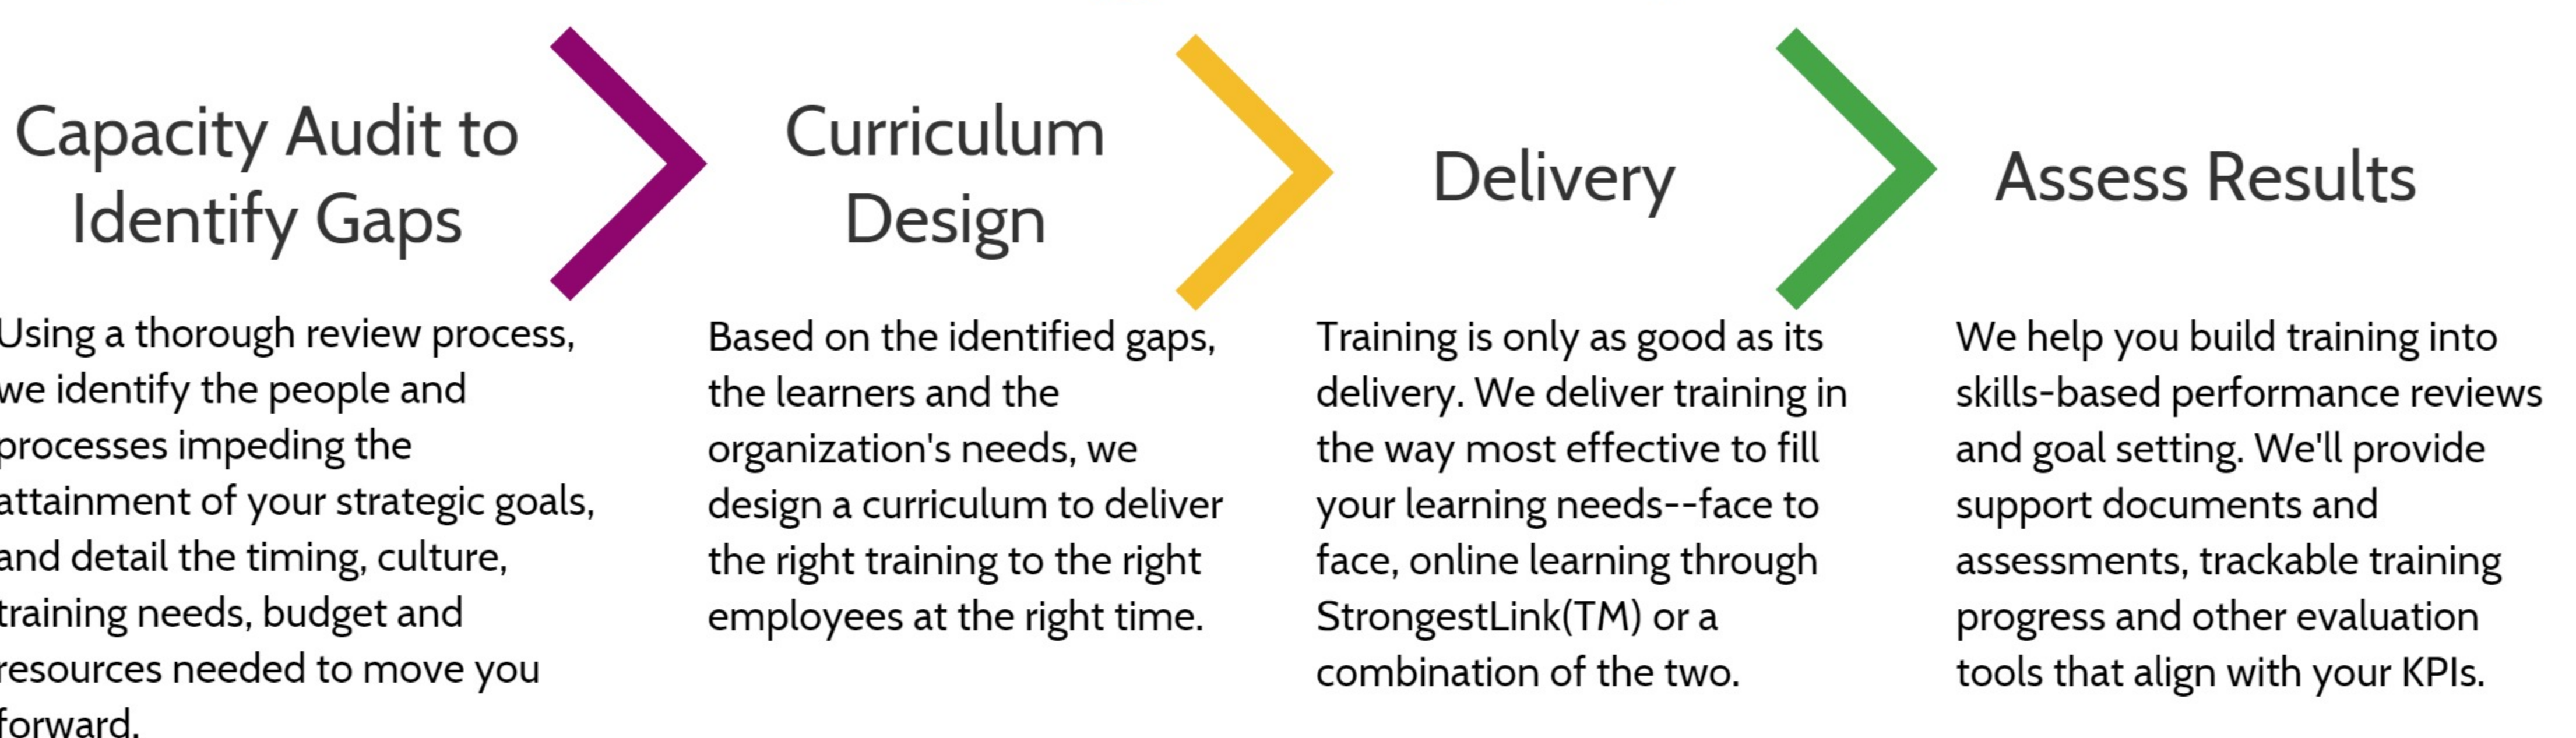 Capacity Audit to
Identify Gaps
Using a thorough review process,
we identify the people and
processes impeding the
attainment of your strategic goals,
and detail the timing, culture,
training needs, budget and
resources needed to move you
forward.
Curriculum
Design
Based on the identified gaps,
the learners and the
organization's needs, we
design a curriculum to deliver
the right training to the right
employees at the right time.
Delivery
Training is only as good as its
delivery. We deliver training in
the way most effective to fill
your learning needs--face to
face, online learning through
StrongestLink(TM) or a
combination of the two.
Assess Results
We help you build training into
skills-based performance reviews
and goal setting. We'll provide
support documents and
assessments, trackable training
progress and other evaluation
tools that align with your KPIs.